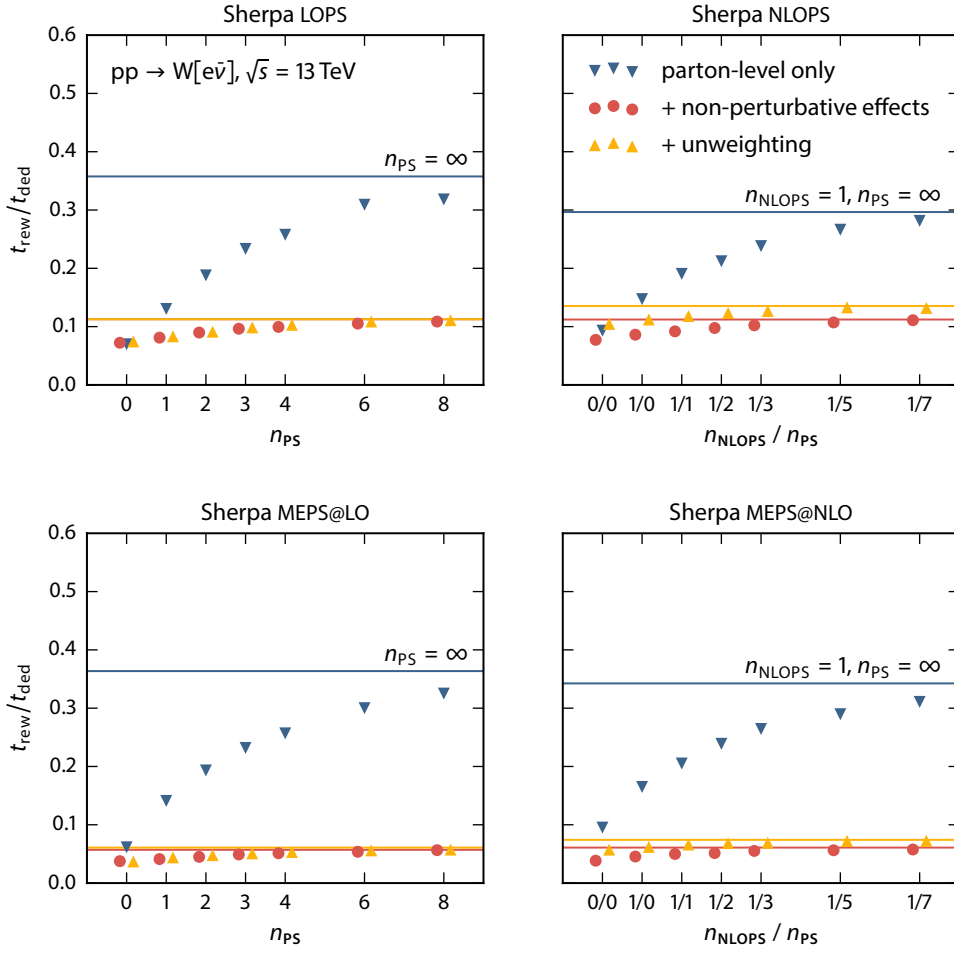 Sherpa LOPS
0.6
0.5
0.4
0.3
0.2
0.1
0.0
t_rew/t_ded
pp → W[eν̄], √s = 13 TeV
n_PS = ∞
0 1 2 3 4 6 8
n_PS
Sherpa NLOPS
parton-level only
+ non-perturbative effects
+ unweighting
n_NLOPS = 1, n_PS = ∞
0/0 1/0 1/1 1/2 1/3 1/5 1/7
n_NLOPS / n_PS
Sherpa MEPS@LO
0.6
0.5
0.4
0.3
0.2
0.1
0.0
t_rew/t_ded
n_PS = ∞
0 1 2 3 4 6 8
n_PS
Sherpa MEPS@NLO
n_NLOPS = 1, n_PS = ∞
0/0 1/0 1/1 1/2 1/3 1/5 1/7
n_NLOPS / n_PS